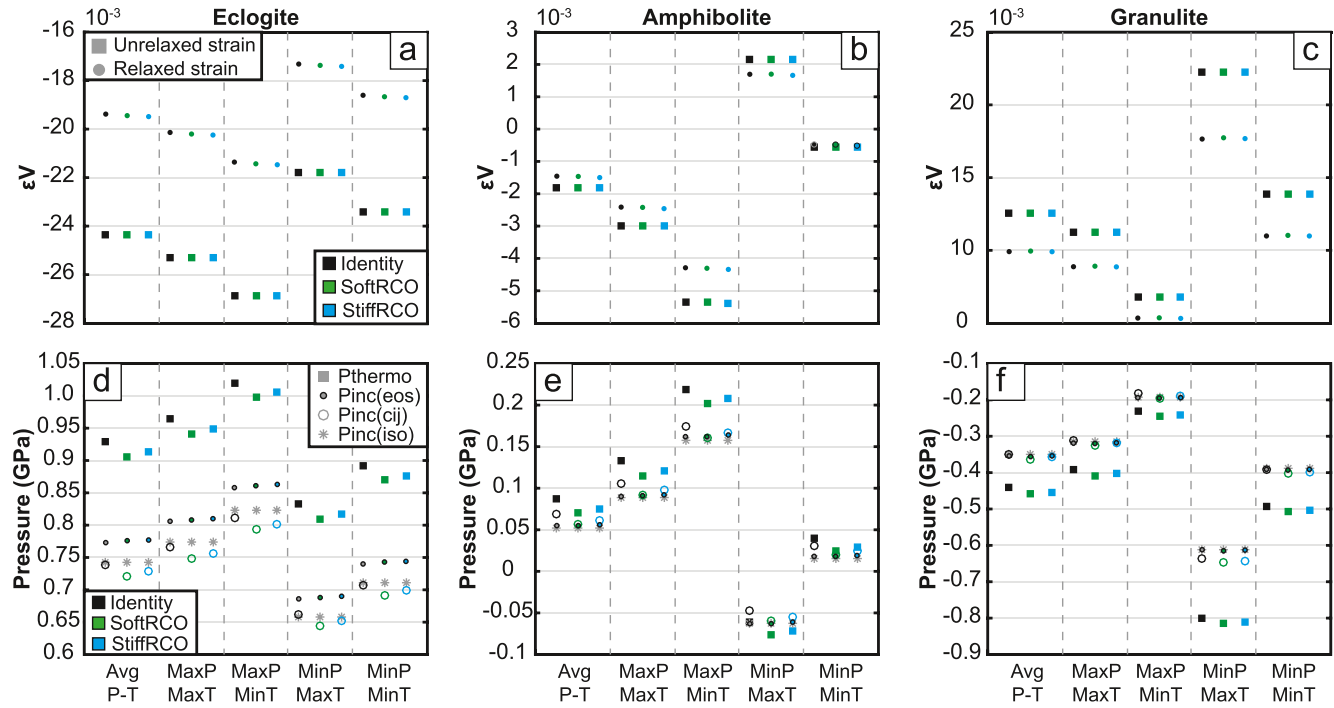 Eclogite
Amphibolite
Granulite
10-3
10-3
10-3
-16
-18
-20
-22
-24
-26
-28
εV
Unrelaxed strain
Relaxed strain
a
Identity
SoftRCO
StiffRCO
3
2
1
0
-1
-2
-3
-4
-5
-6
εV
b
25
20
15
10
0
εV
c
1.05
1.0
0.95
0.90
0.85
0.8
0.75
0.7
0.65
0.6
Pressure (GPa)
d
Pthermo
Pinc(eos)
Pinc(cij)
Pinc(iso)
Identity
SoftRCO
StiffRCO
Avg MaxP MaxP MinP MinP
P-T MaxT MinT MaxT MinT
0.25
0.2
0.15
0.10
0.05
0
-0.05
-0.1
Pressure (GPa)
e
Avg MaxP MaxP MinP MinP
P-T MaxT MinT MaxT MinT
-0.1
-0.2
-0.3
-0.4
-0.5
-0.6
-0.7
-0.8
-0.9
Pressure (GPa)
f
Avg MaxP MaxP MinP MinP
P-T MaxT MinT MaxT MinT